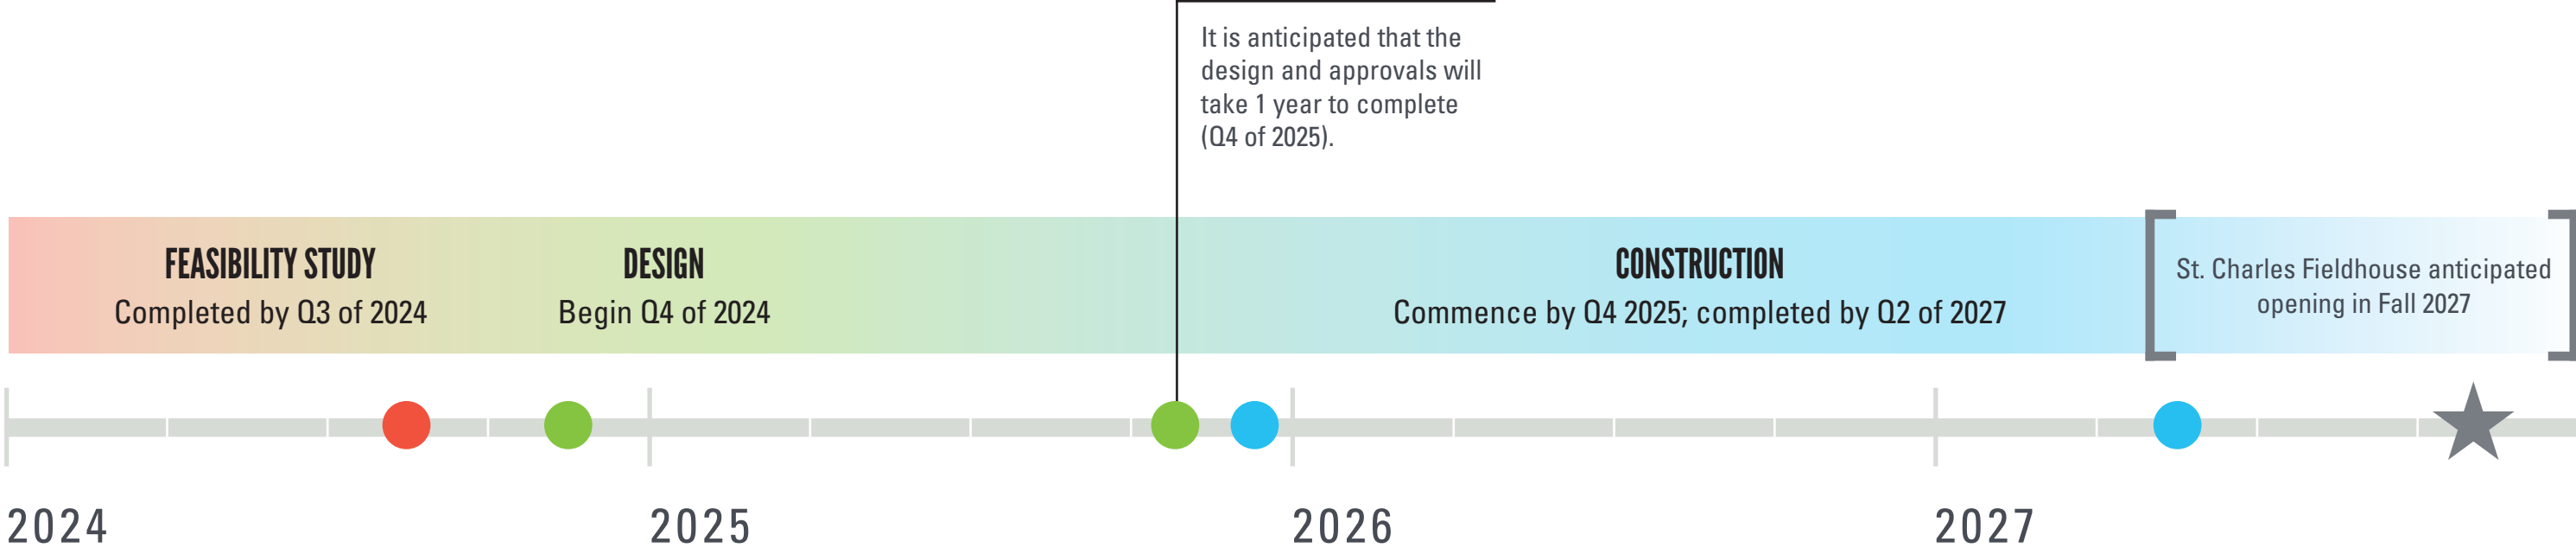 It is anticipated that the
design and approvals will
take 1 year to complete
(Q4 of 2025).
FEASIBILITY STUDY
Completed by Q3 of 2024
DESIGN
Begin Q4 of 2024
CONSTRUCTION
Commence by Q4 2025; completed by Q2 of 2027
St. Charles Fieldhouse anticipated
opening in Fall 2027
2024
2025
2026
2027